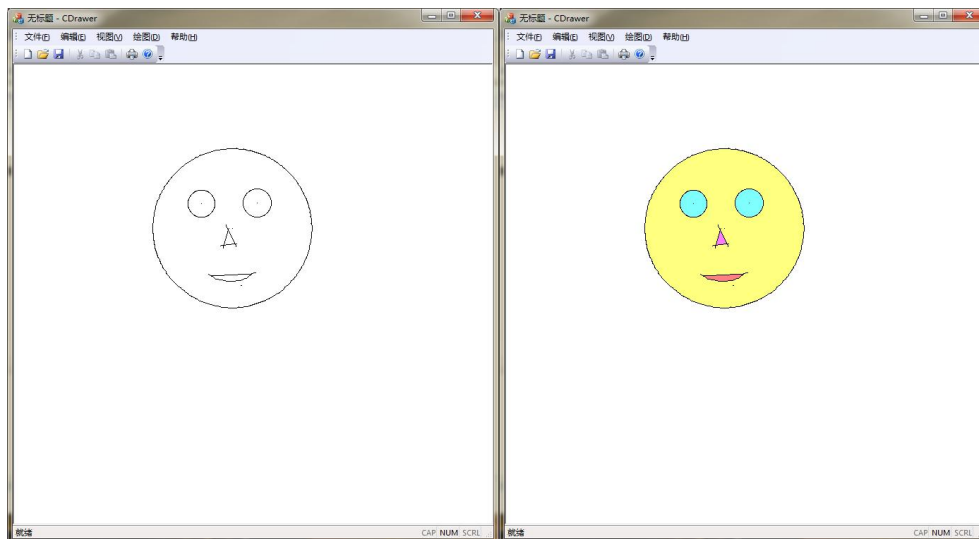 无标题 - CDrawer
文件(F) 编辑(E) 视图(V) 绘图(D) 帮助(H)
就绪
CAP NUM SCRL
无标题 - CDrawer
文件(F) 编辑(E) 视图(V) 绘图(D) 帮助(H)
就绪
CAP NUM SCRL